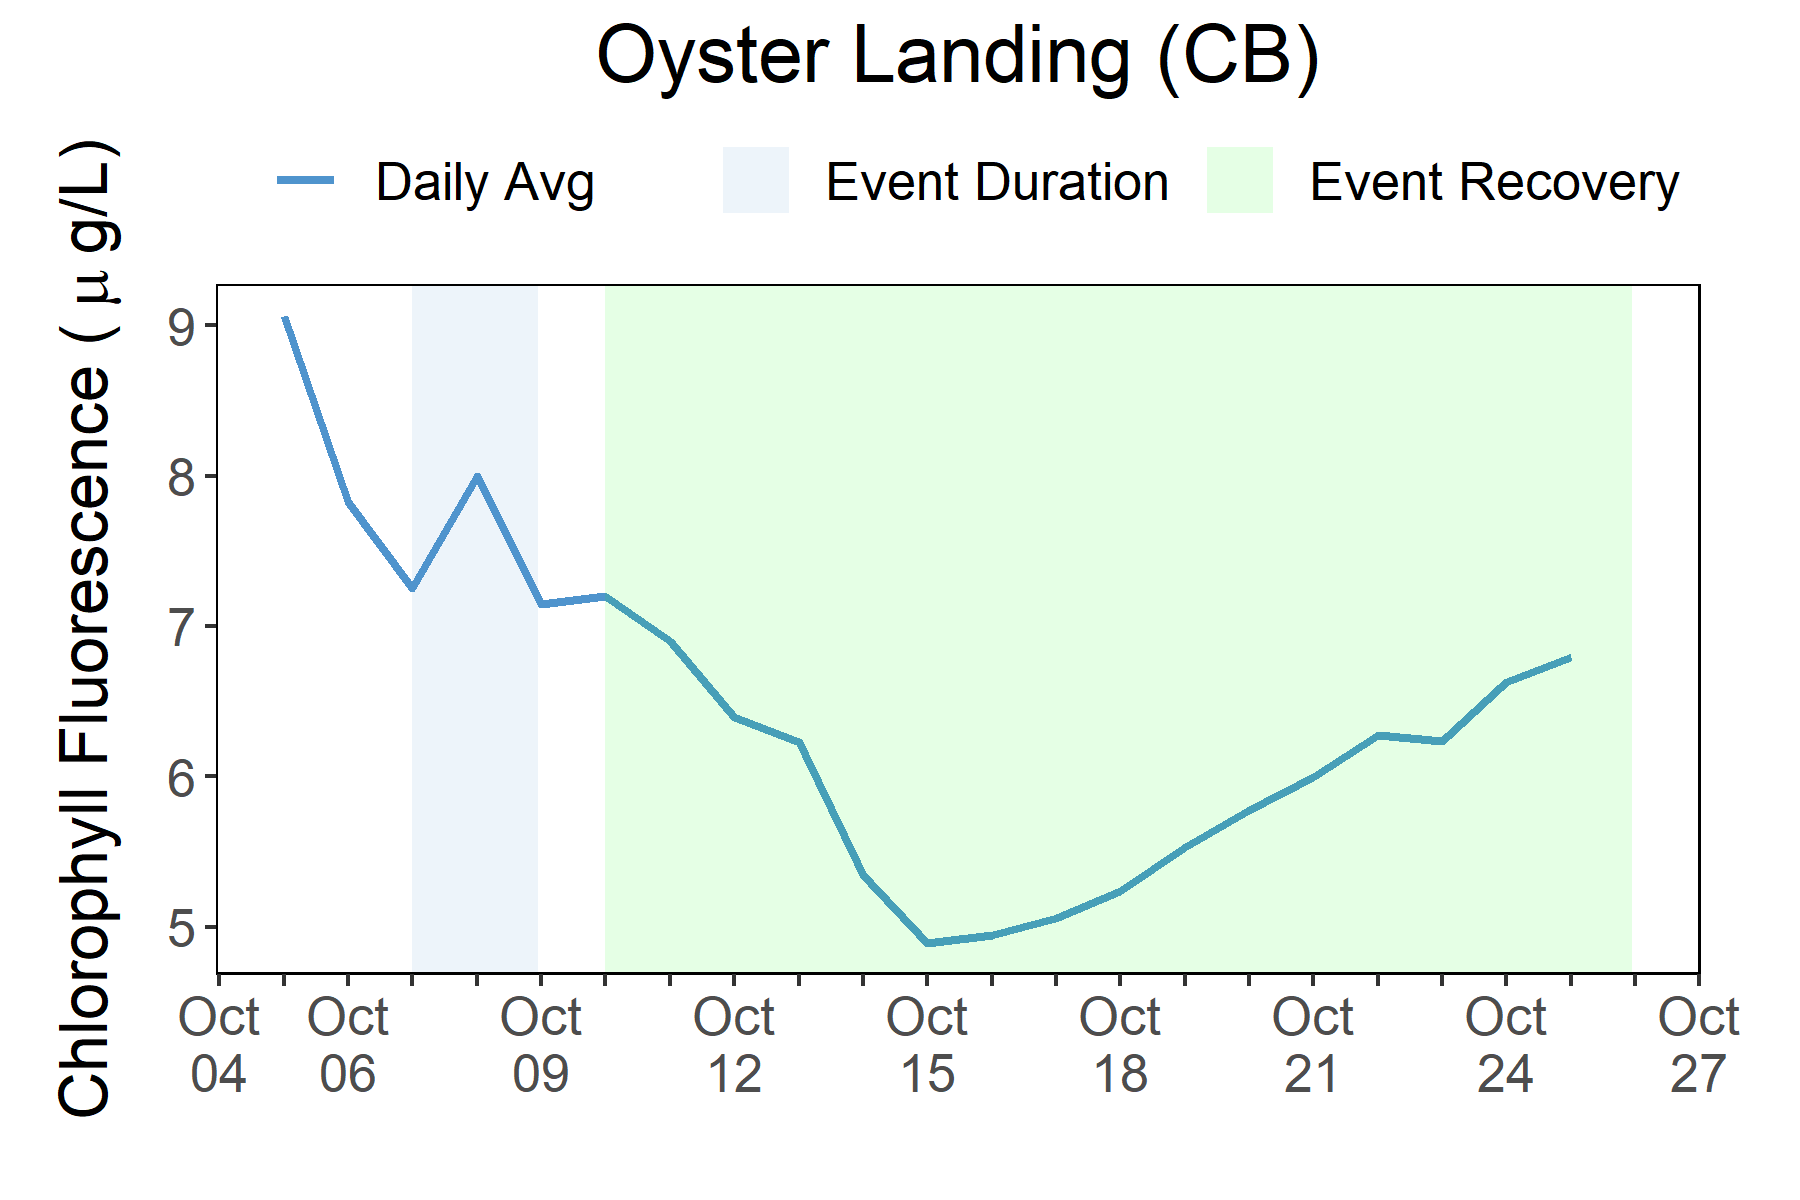 Oyster Landing (CB)
Daily Avg
Event Duration
Event Recovery
Chlorophyll Fluorescence ( μ g/L)
9
8
7
6
5
Oct
04
Oct
06
Oct
09
Oct
12
Oct
15
Oct
18
Oct
21
Oct
24
Oct
27